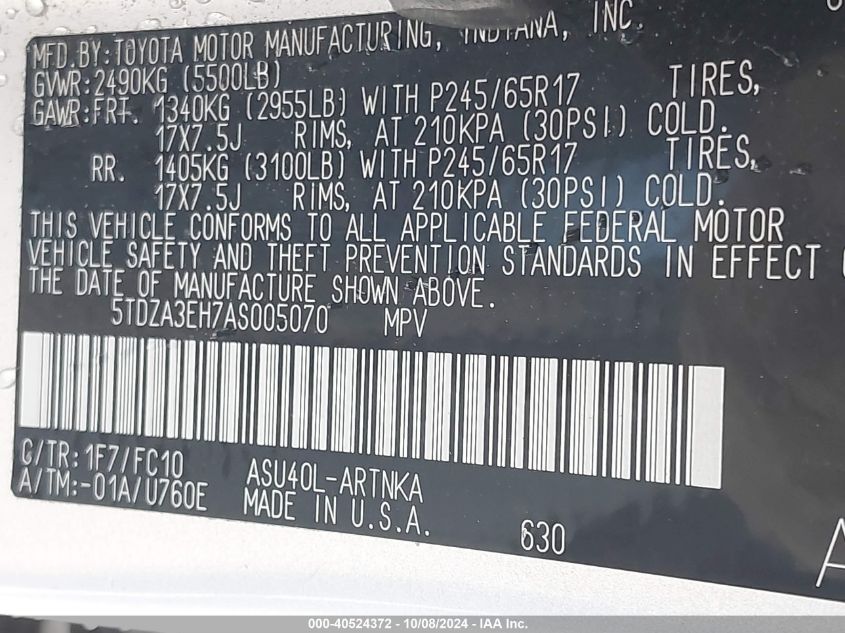 MFD.BY:TOYOTA MOTOR MANUFACTURING, INDIANA, INC.
GVWR:2490KG (5500LB)
GAWR:FRT. 1340KG (2955LB) WITH P245/65R17 TIRES,
17X7.5J RIMS, AT 210KPA (30PSI) COLD.
RR. 1405KG (3100LB) WITH P245/65R17 TIRES,
17X7.5J RIMS, AT 210KPA (30PSI) COLD.
THIS VEHICLE CONFORMS TO ALL APPLICABLE FEDERAL MOTOR
VEHICLE SAFETY AND THEFT PREVENTION STANDARDS IN EFFECT
THE DATE OF MANUFACTURE SHOWN ABOVE.
5TDZA3EH7AS005070 MPV
C/TR:1F7/FC10
A/TM:-01A/U760E
ASU40L-ARTNKA
MADE IN U.S.A.
630
000-40524372 - 10/08/2024 - IAA Inc.